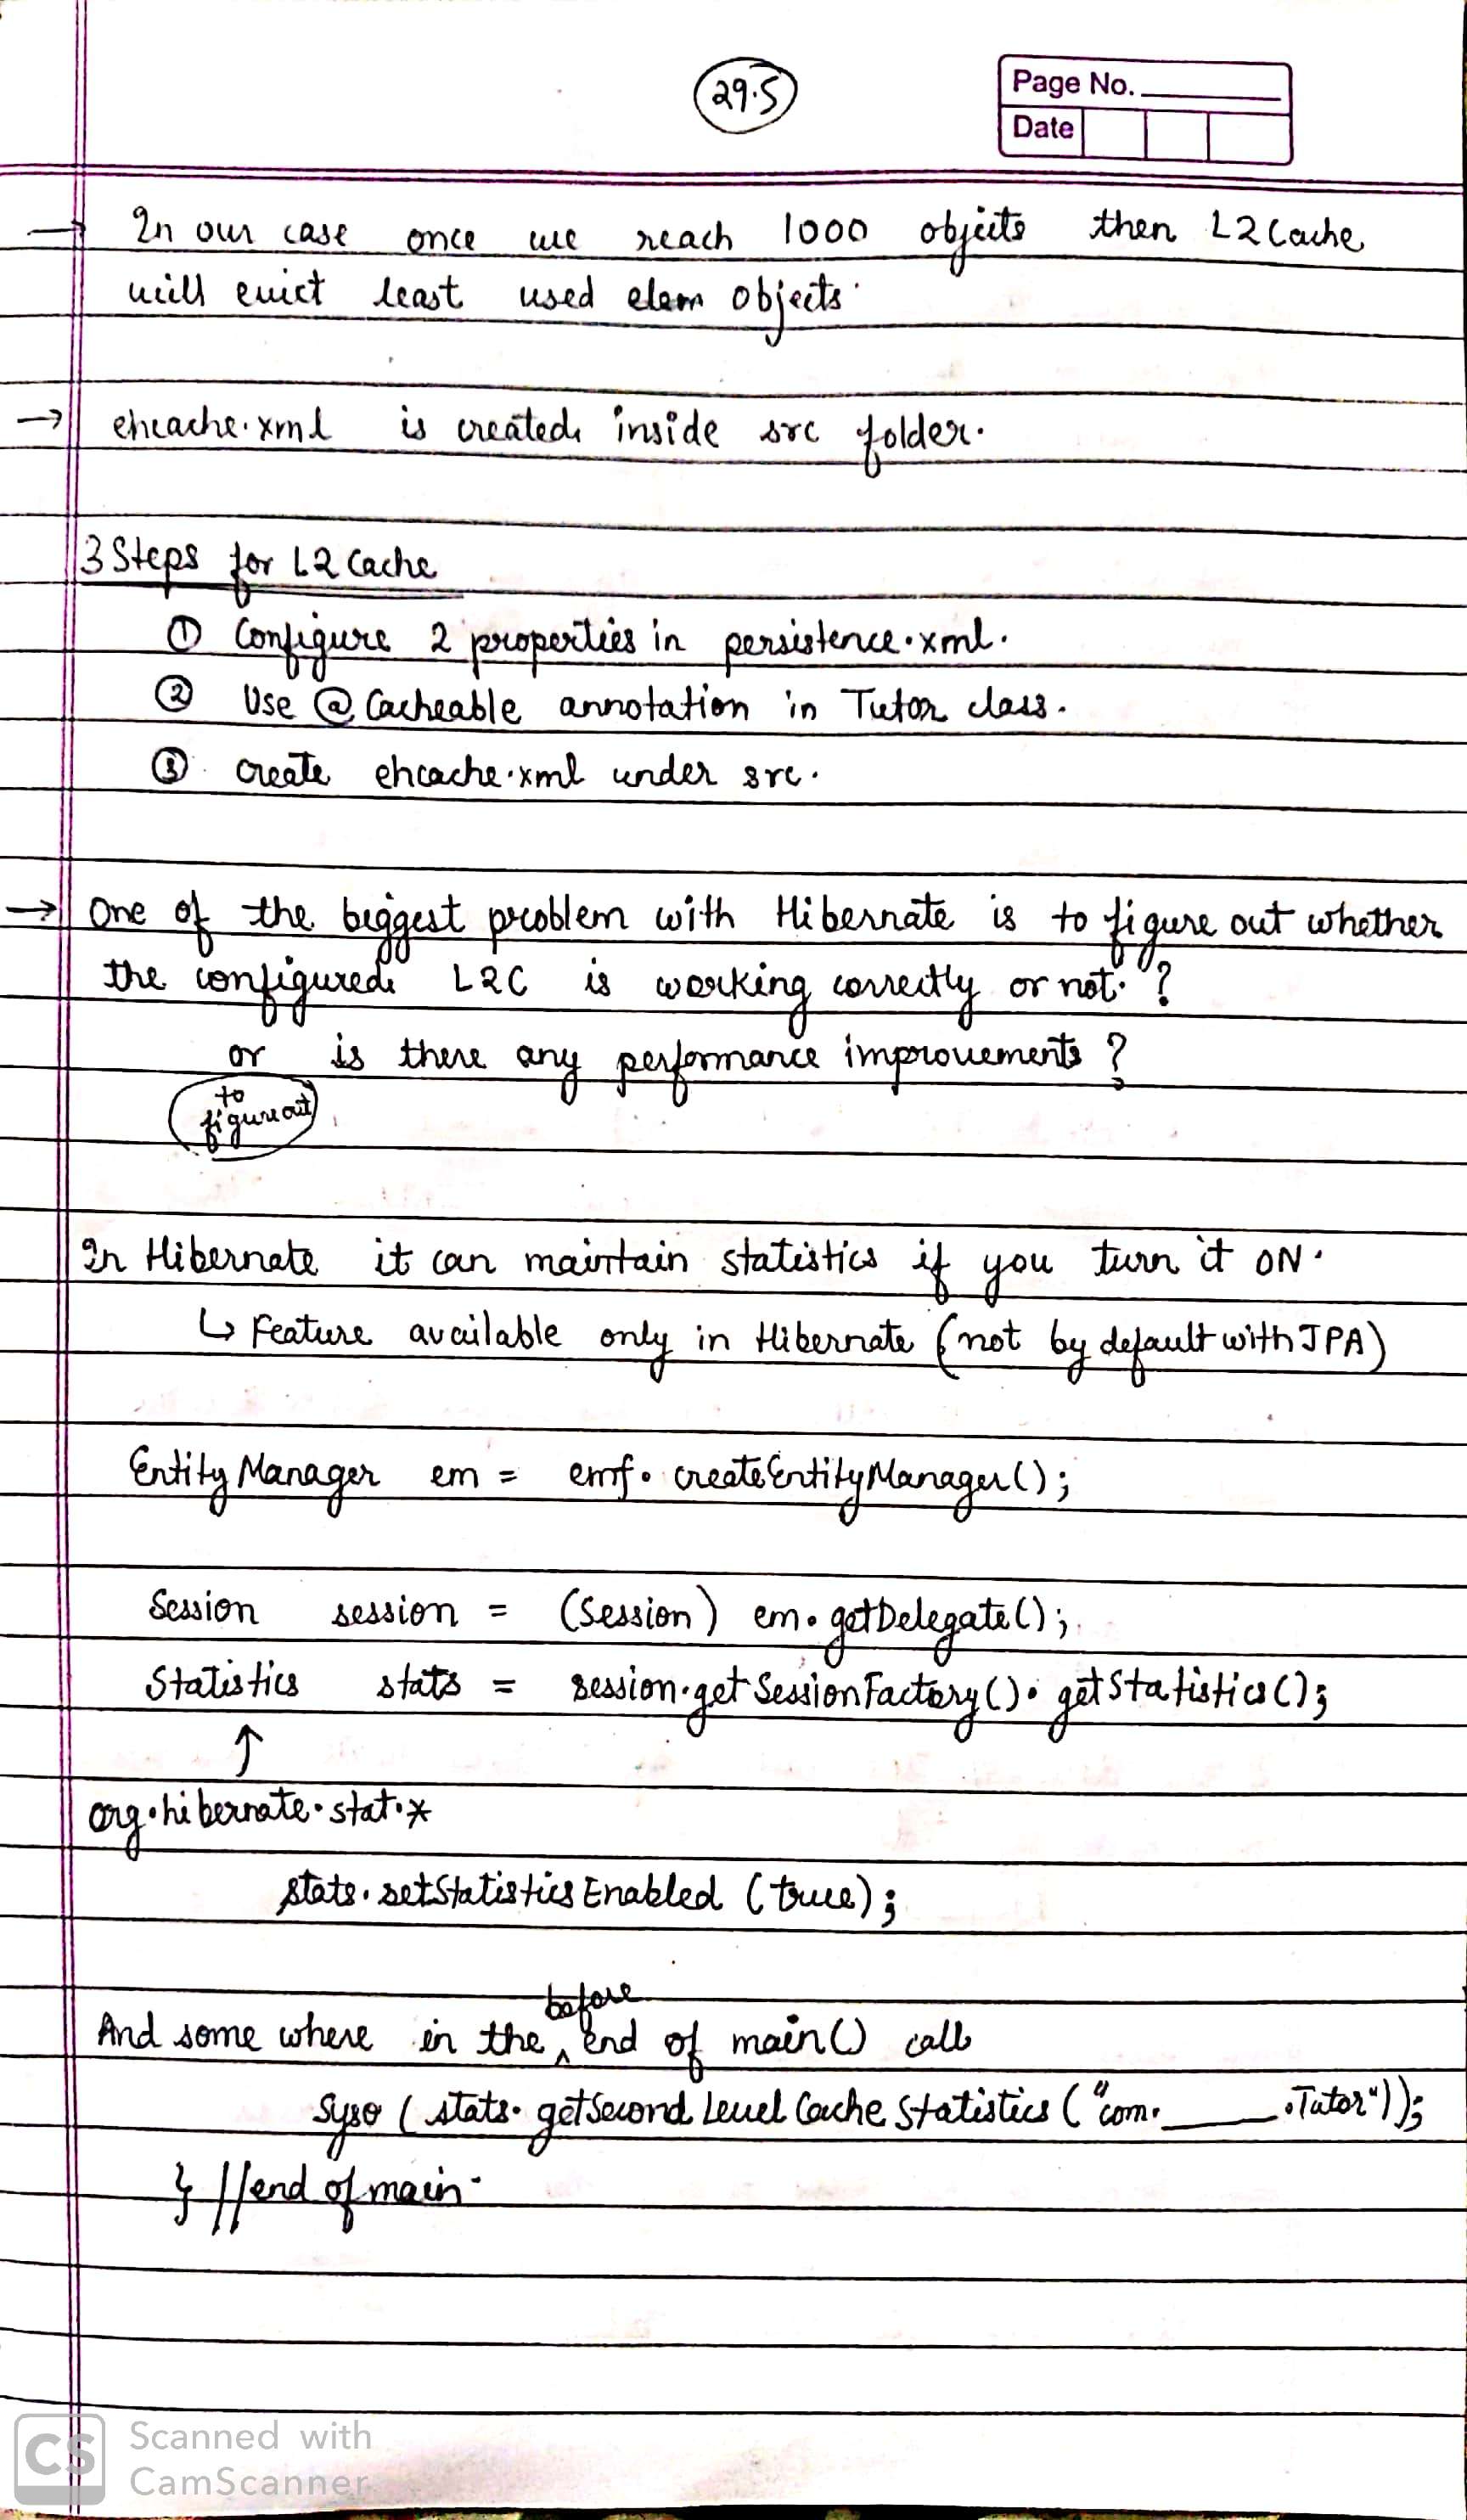 29.5
Page No.
Date
→ In our case once we reach 1000 objects then L2 Cache
will evict least used elem objects.
→ ehcache.xml is created inside src folder.
3 Steps for L2 Cache
① Configure 2 properties in persistence.xml.
② Use @Cacheable annotation in Tutor class.
③ create ehcache.xml under src.
→ One of the biggest problem with Hibernate is to figure out whether
the configured L2C is working correctly or not. ?
or is there any performance improvements ?
to
figure out
In Hibernate it can maintain statistics if you turn it ON.
↳ Feature available only in Hibernate (not by default with JPA)
EntityManager em = emf.createEntityManager();
Session session = (Session) em.getDelegate();
Statistics stats = session.getSessionFactory().getStatistics();
↑
org.hibernate.stat.*
stats.setStatisticsEnabled (true);
before
And some where in the ^ end of main() call
Syso ( stats.getSecondLevelCacheStatistics ("com.______.Tutor"));
} //end of main.
CS Scanned with
CamScanner